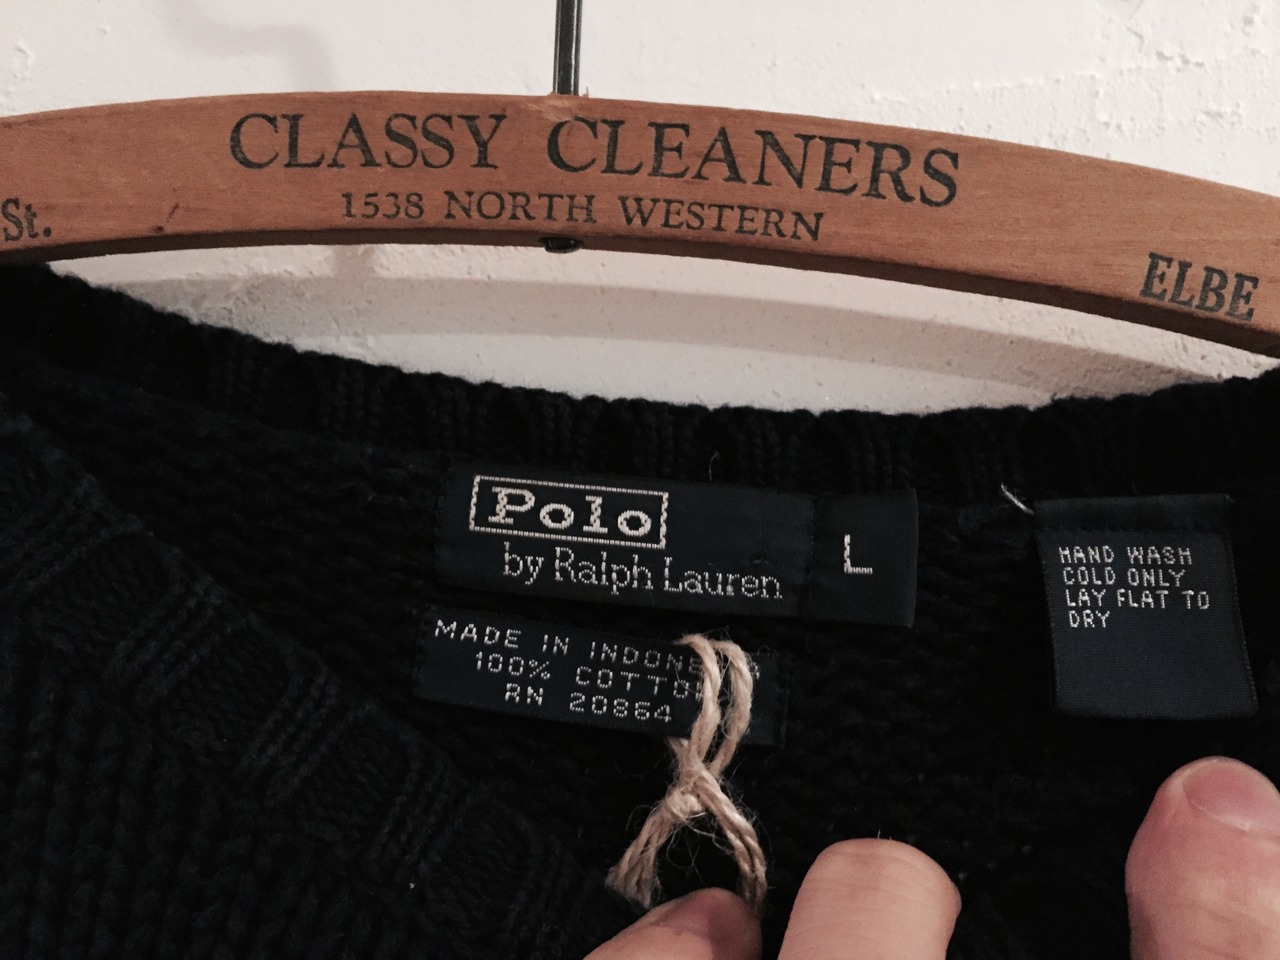 CLASSY CLEANERS
1538 NORTH WESTERN
St.
ELBE
Polo
by Ralph Lauren
L
MADE IN
100%
RN 20864
HAND WASH
COLD ONLY
LAY FLAT TO
DRY